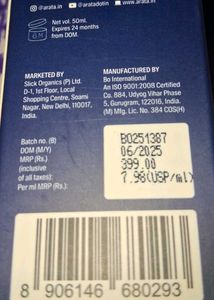 @arata.in @aratadotin www.arata.in
6M
Net vol. 50ml
Expires 24 months
from DOM
MARKETED BY
Slick Organics (P) Ltd.
D-1, 1st Floor, Local
Shopping Centre, Soami
Nagar, New Delhi, 110017,
India
MANUFACTURED BY
Bo International
An ISO 9001:2008 Certified
Co. 88, Udyog Vihar Phase
5, Gurugram, 122016, India.
(M) Mfg. Lic. No. 384 COS(H)
Batch no. (B)
DOM (M/Y)
MRP (Rs.)
(inclusive
of all taxes):
Per ml MRP (Rs.)
BO251387
06/2025
399.00
7.98(USP/ml)
8 906146 680293